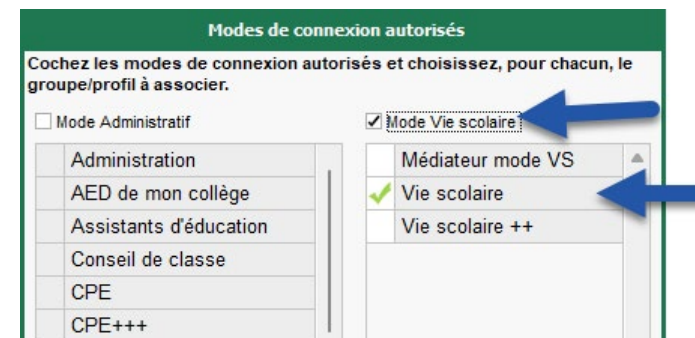 Modes de connexion autorisés
Cochez les modes de connexion autorisés et choisissez, pour chacun, le
groupe/profil à associer.
Mode Administratif
Administration
AED de mon collège
Assistants d'éducation
Conseil de classe
CPE
CPE+++
Mode Vie scolaire
Médiateur mode VS
Vie scolaire
Vie scolaire ++